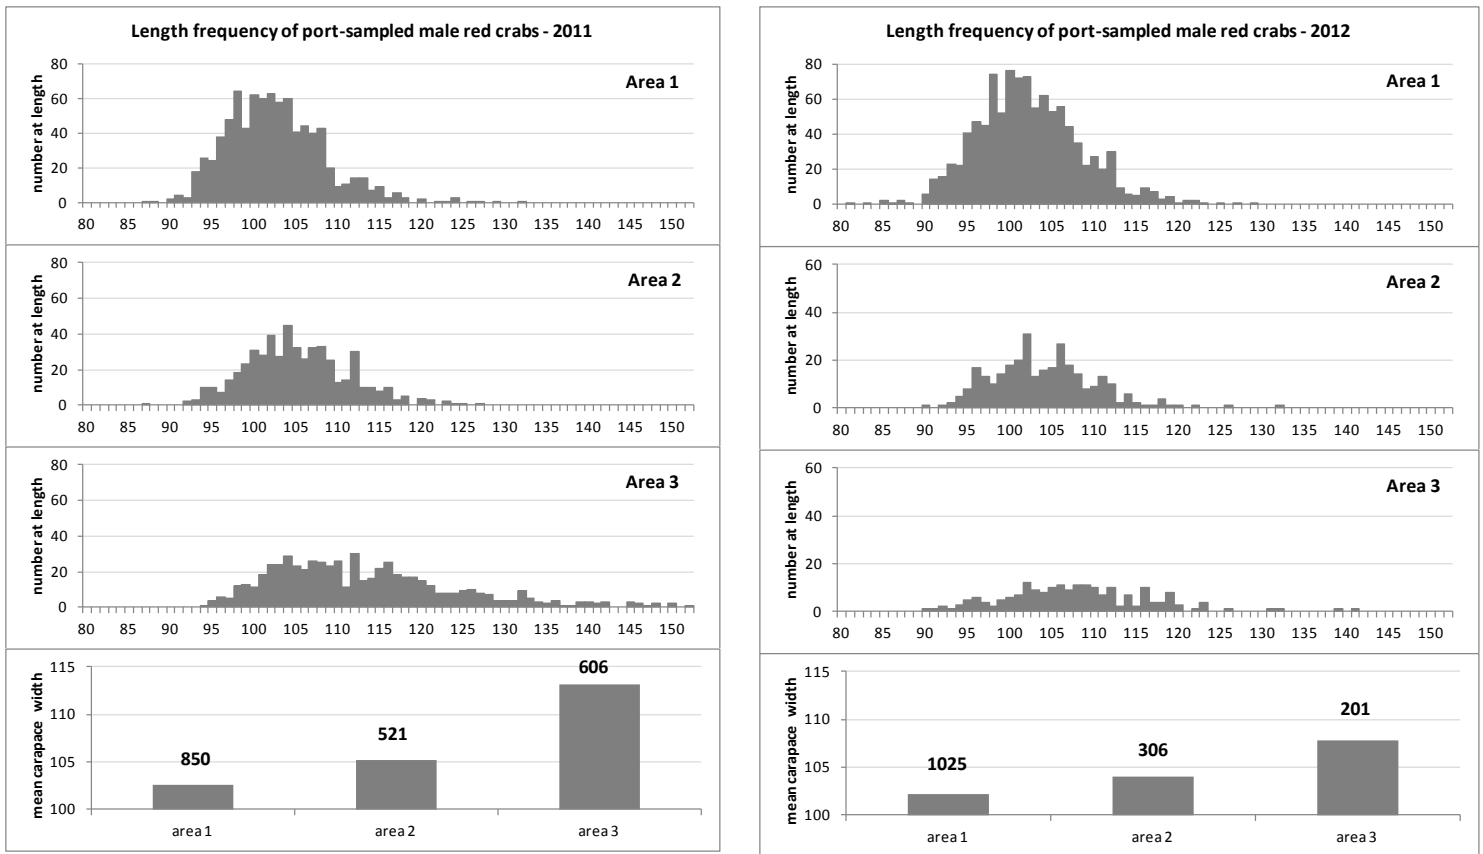 Length frequency of port-sampled male red crabs - 2011
number at length
80
60
40
20
0
Area 1
80 85 90 95 100 105 110 115 120 125 130 135 140 145 150
number at length
80
60
40
20
0
Area 2
80 85 90 95 100 105 110 115 120 125 130 135 140 145 150
number at length
80
60
40
20
0
Area 3
80 85 90 95 100 105 110 115 120 125 130 135 140 145 150
mean carapace width
115
110
105
100
850
521
606
area 1 area 2 area 3
Length frequency of port-sampled male red crabs - 2012
number at length
80
60
40
20
0
Area 1
80 85 90 95 100 105 110 115 120 125 130 135 140 145 150
number at length
60
40
20
0
Area 2
80 85 90 95 100 105 110 115 120 125 130 135 140 145 150
number at length
60
40
20
0
Area 3
80 85 90 95 100 105 110 115 120 125 130 135 140 145 150
mean carapace width
115
110
105
100
1025
306
201
area 1 area 2 area 3